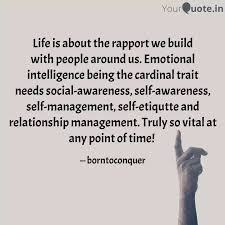 YourQuote.in
Life is about the rapport we build
with people around us. Emotional
intelligence being the cardinal trait
needs social-awareness, self-awareness,
self-management, self-etiqutte and
relationship management. Truly so vital at
any point of time!
— borntoconquer